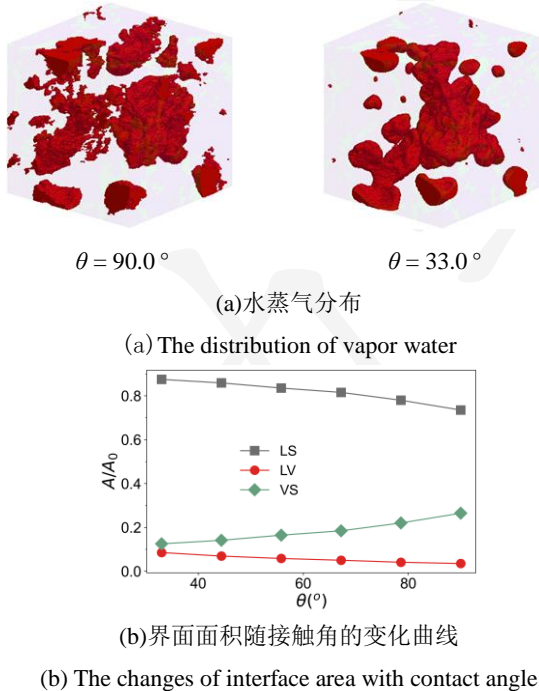 θ = 90.0 °
θ = 33.0 °
(a)水蒸气分布
(a) The distribution of vapor water
0.8
0.6
0.4
0.2
0.0
A/A0
LS
LV
VS
40
60
80
θ(°)
(b)界面面积随接触角的变化曲线
(b) The changes of interface area with contact angle